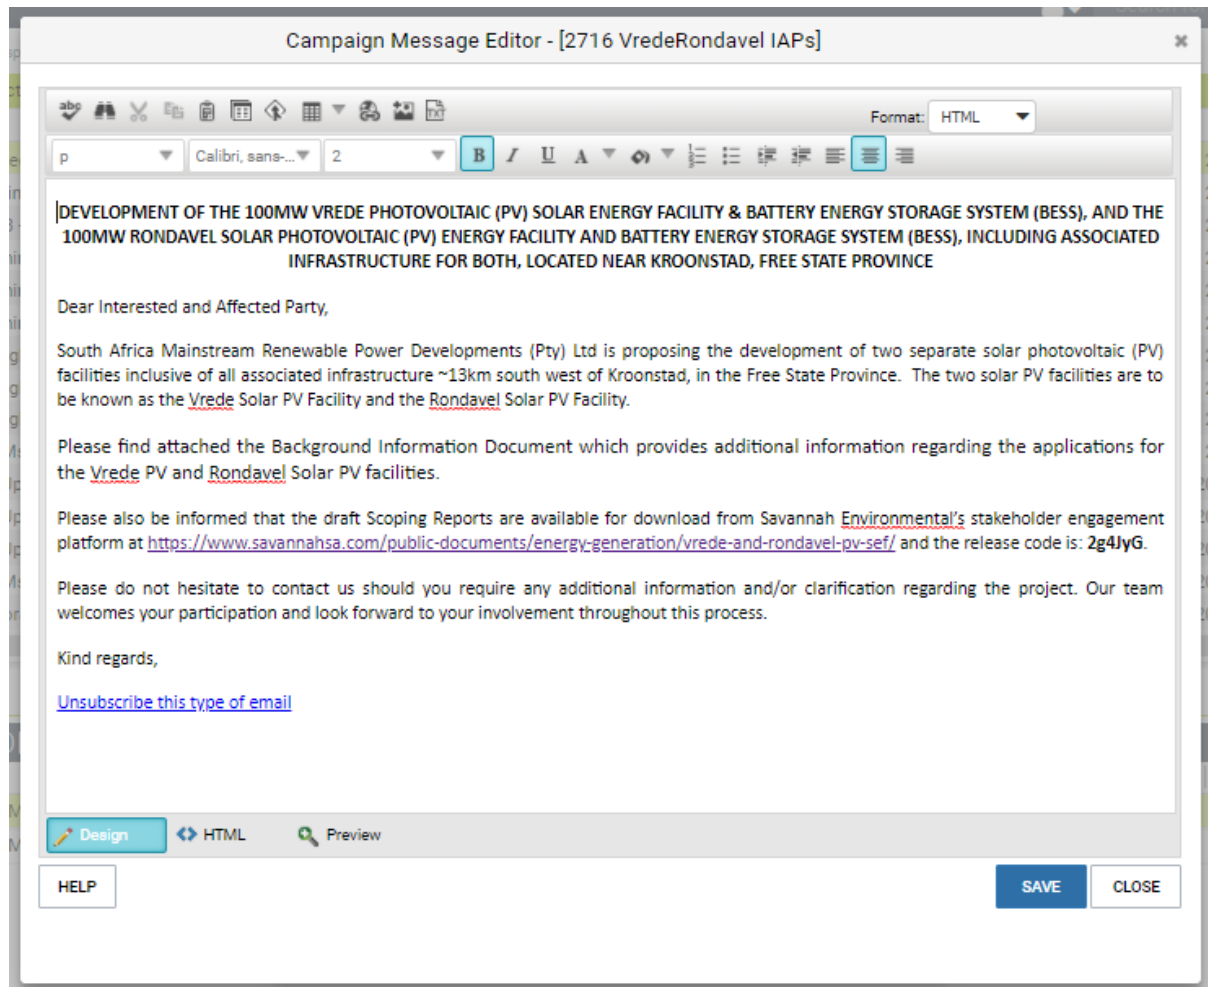 Campaign Message Editor - [2716 VredeRondavel IAPs]
abc
TXT
Format: HTML
p
Calibri, sans-...
2
B I U A
DEVELOPMENT OF THE 100MW VREDE PHOTOVOLTAIC (PV) SOLAR ENERGY FACILITY & BATTERY ENERGY STORAGE SYSTEM (BESS), AND THE
100MW RONDAVEL SOLAR PHOTOVOLTAIC (PV) ENERGY FACILITY AND BATTERY ENERGY STORAGE SYSTEM (BESS), INCLUDING ASSOCIATED
INFRASTRUCTURE FOR BOTH, LOCATED NEAR KROONSTAD, FREE STATE PROVINCE
Dear Interested and Affected Party,
South Africa Mainstream Renewable Power Developments (Pty) Ltd is proposing the development of two separate solar photovoltaic (PV)
facilities inclusive of all associated infrastructure ~13km south west of Kroonstad, in the Free State Province. The two solar PV facilities are to
be known as the Vrede Solar PV Facility and the Rondavel Solar PV Facility.
Please find attached the Background Information Document which provides additional information regarding the applications for
the Vrede PV and Rondavel Solar PV facilities.
Please also be informed that the draft Scoping Reports are available for download from Savannah Environmental's stakeholder engagement
platform at https://www.savannahsa.com/public-documents/energy-generation/vrede-and-rondavel-pv-sef/ and the release code is: 2g4JyG.
Please do not hesitate to contact us should you require any additional information and/or clarification regarding the project. Our team
welcomes your participation and look forward to your involvement throughout this process.
Kind regards,
Unsubscribe this type of email
Design
HTML
Preview
HELP
SAVE
CLOSE